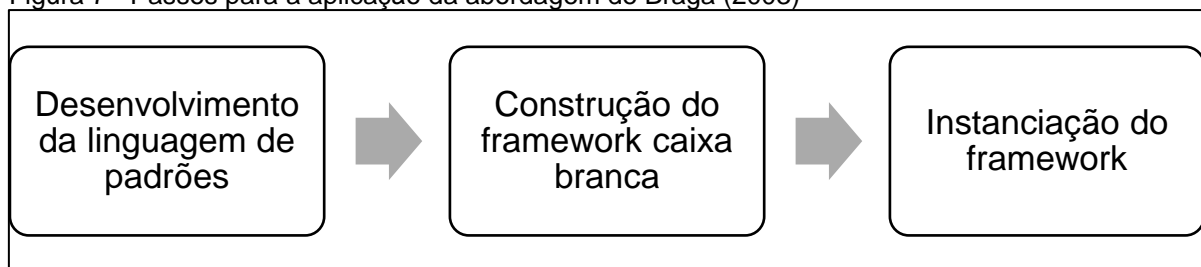 Figura 7 - Passos para a aplicação da abordagem de Braga (2003)
Desenvolvimento
da linguagem de
padrões
Construção do
framework caixa
branca
Instanciação do
framework